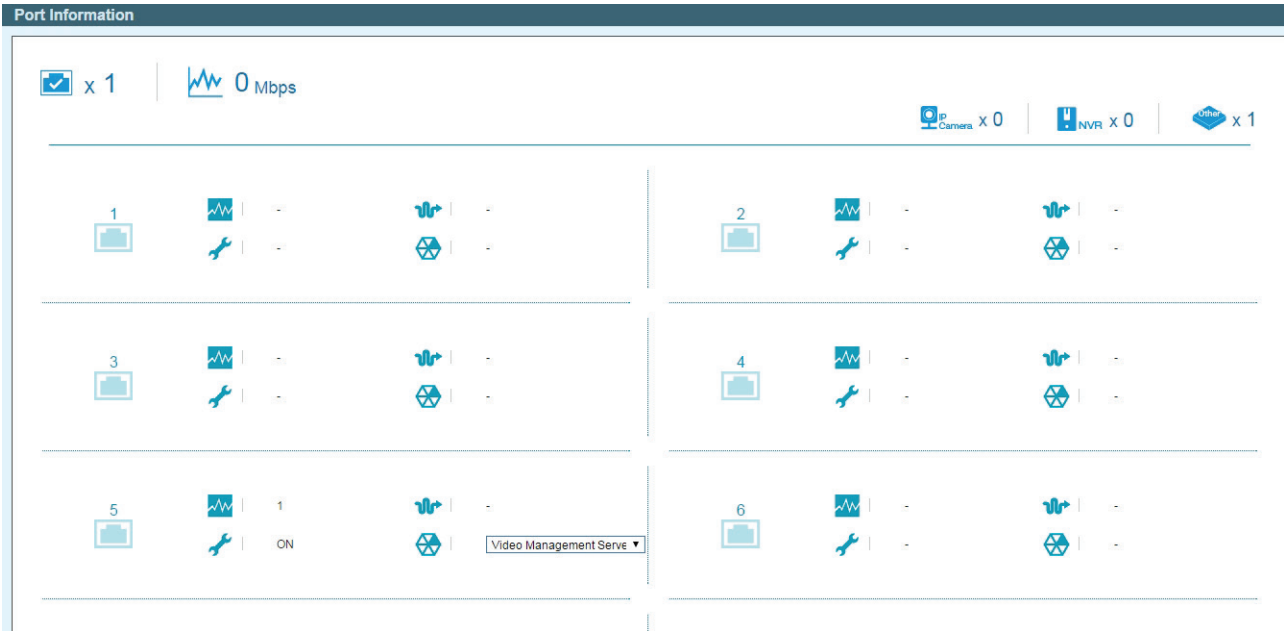 Port Information
x 1 0 Mbps
IP Camera x 0 NVR x 0 Other x 1
1 - - 2 - -
- - - -
3 - - 4 - -
- - - -
5 1 - 6 - -
ON Video Management Serve - -